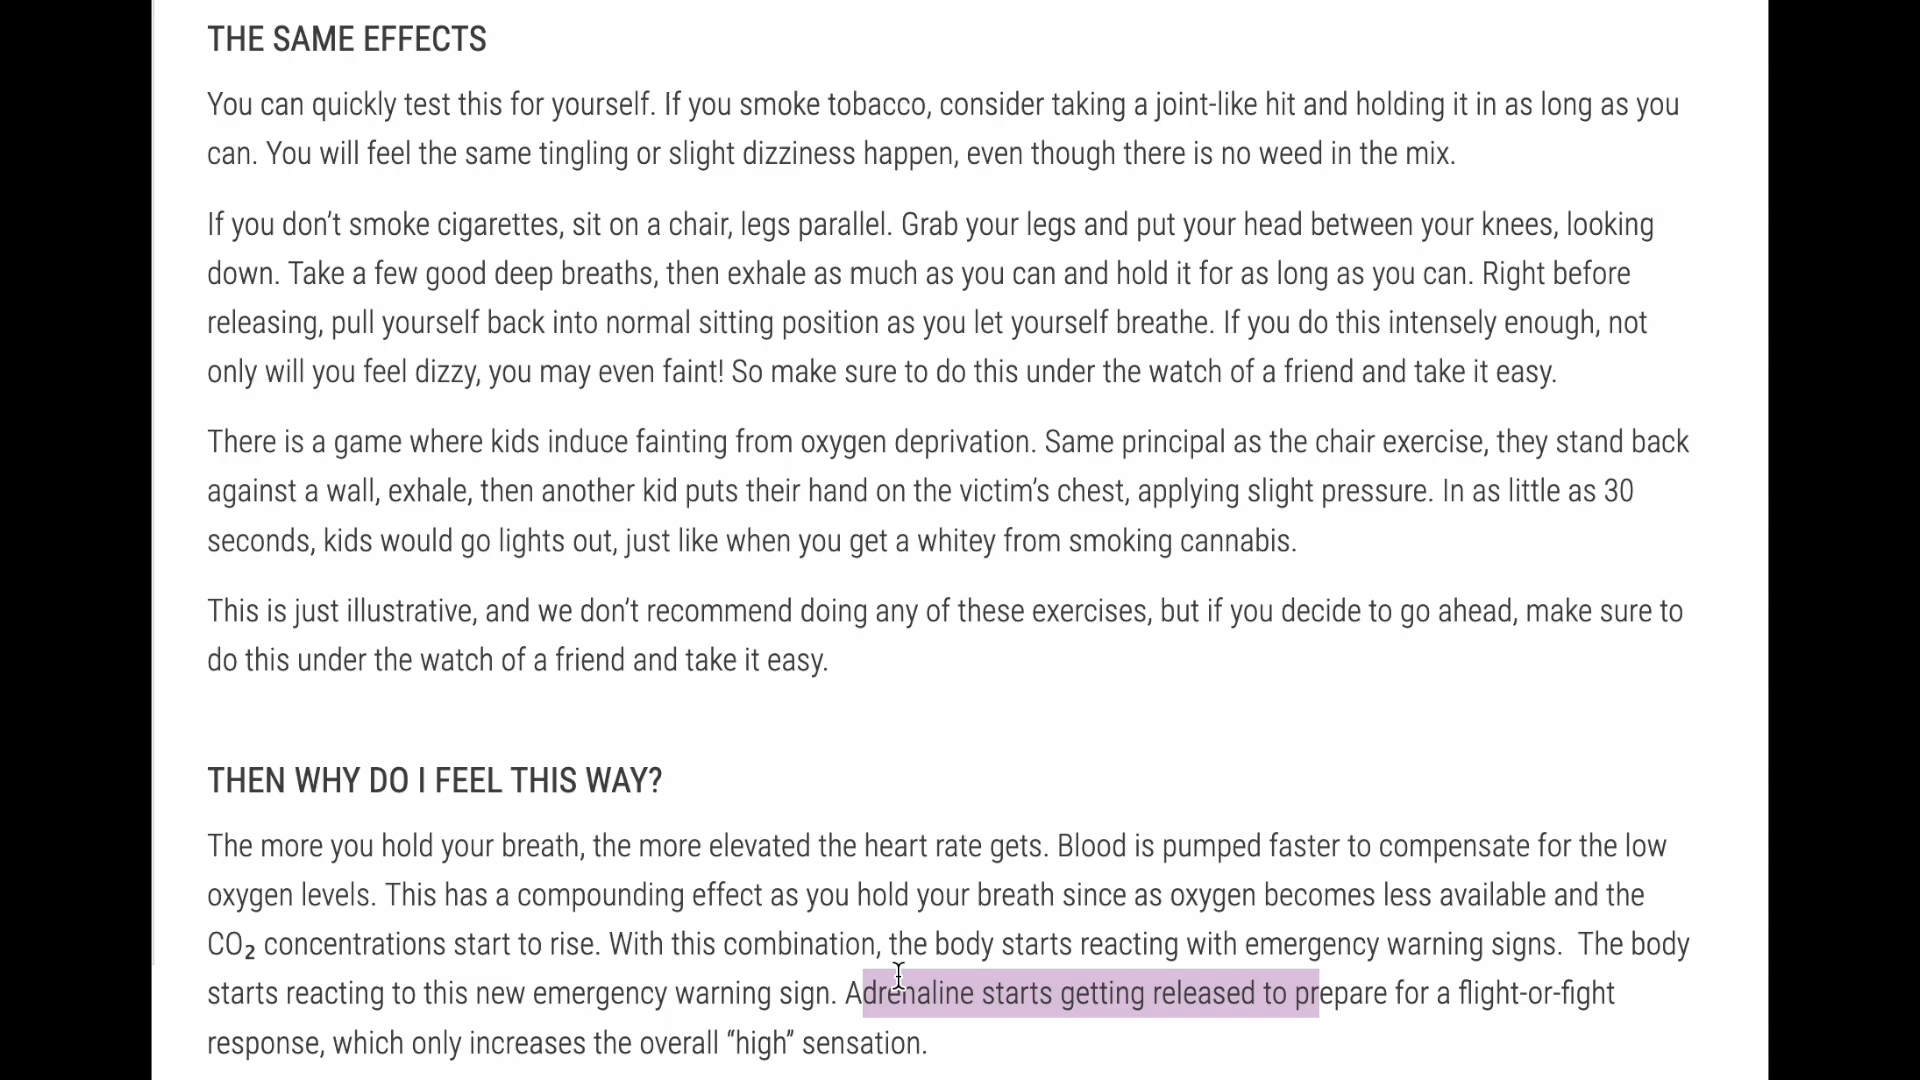 THE SAME EFFECTS
You can quickly test this for yourself. If you smoke tobacco, consider taking a joint-like hit and holding it in as long as you
can. You will feel the same tingling or slight dizziness happen, even though there is no weed in the mix.
If you don’t smoke cigarettes, sit on a chair, legs parallel. Grab your legs and put your head between your knees, looking
down. Take a few good deep breaths, then exhale as much as you can and hold it for as long as you can. Right before
releasing, pull yourself back into normal sitting position as you let yourself breathe. If you do this intensely enough, not
only will you feel dizzy, you may even faint! So make sure to do this under the watch of a friend and take it easy.
There is a game where kids induce fainting from oxygen deprivation. Same principal as the chair exercise, they stand back
against a wall, exhale, then another kid puts their hand on the victim’s chest, applying slight pressure. In as little as 30
seconds, kids would go lights out, just like when you get a whitey from smoking cannabis.
This is just illustrative, and we don’t recommend doing any of these exercises, but if you decide to go ahead, make sure to
do this under the watch of a friend and take it easy.
THEN WHY DO I FEEL THIS WAY?
The more you hold your breath, the more elevated the heart rate gets. Blood is pumped faster to compensate for the low
oxygen levels. This has a compounding effect as you hold your breath since as oxygen becomes less available and the
CO₂ concentrations start to rise. With this combination, the body starts reacting with emergency warning signs.  The body
starts reacting to this new emergency warning sign. Adrenaline starts getting released to prepare for a flight-or-fight
response, which only increases the overall “high” sensation.